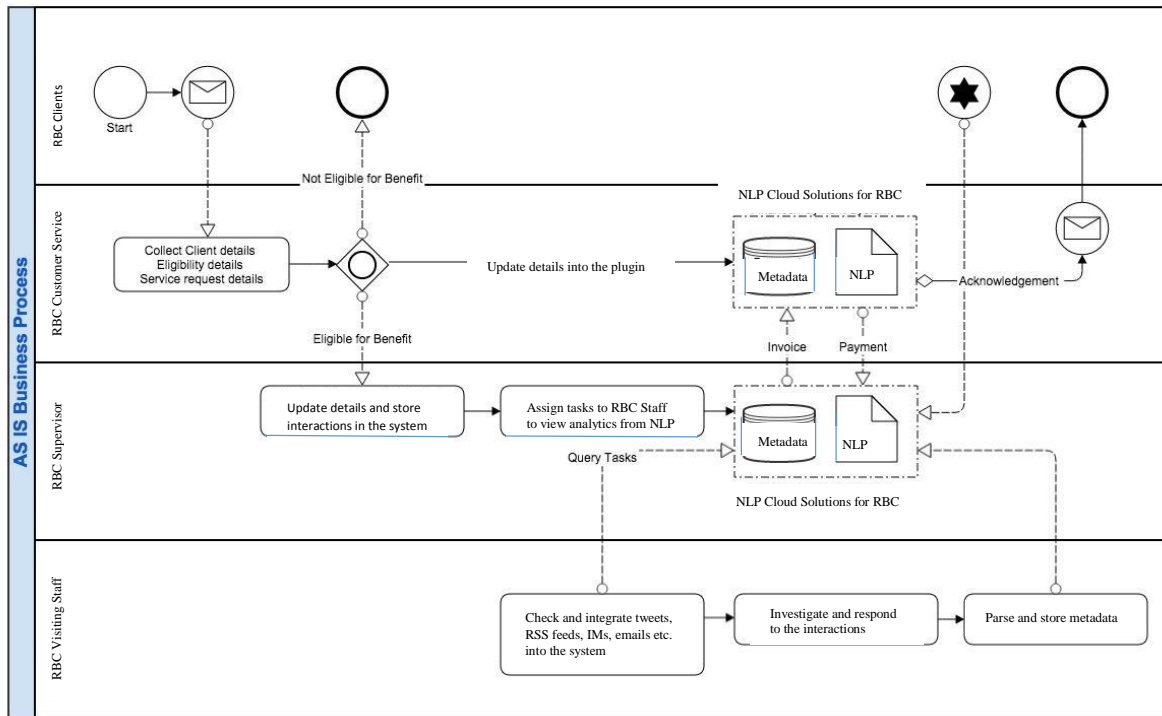 AS IS Business Process
RBC Clients
Start
Not Eligible for Benefit
RBC Customer Service
Collect Client details
Eligibility details
Service request details
Update details into the plugin
NLP Cloud Solutions for RBC
Metadata
NLP
Acknowledgement
Eligible for Benefit
Invoice
Payment
RBC Supervisor
Update details and store
interactions in the system
Assign tasks to RBC Staff
to view analytics from NLP
Metadata
NLP
Query Tasks
NLP Cloud Solutions for RBC
RBC Visiting Staff
Check and integrate tweets,
RSS feeds, IMs, emails etc.
into the system
Investigate and respond
to the interactions
Parse and store metadata